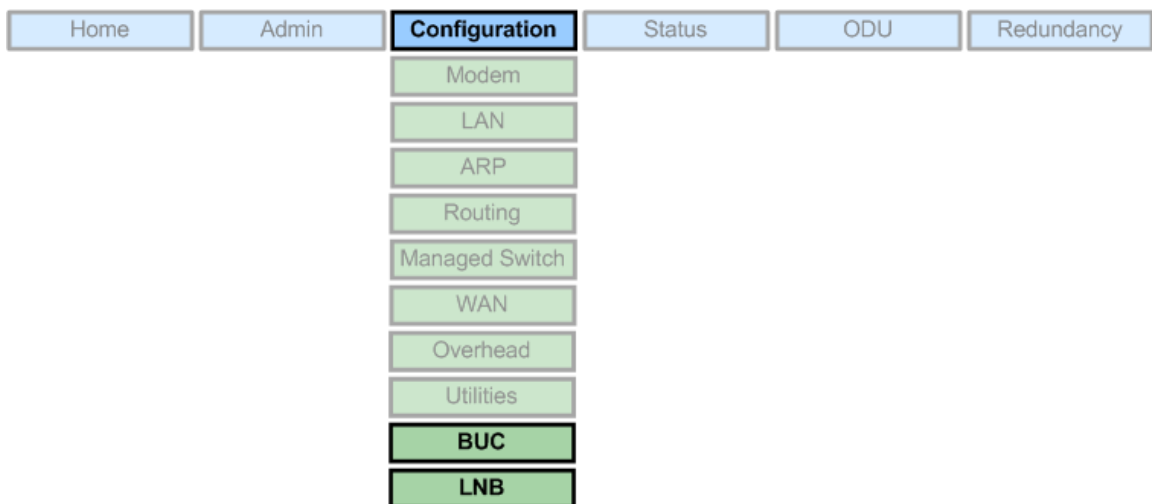 Home Admin Configuration Status ODU Redundancy
Modem
LAN
ARP
Routing
Managed Switch
WAN
Overhead
Utilities
BUC
LNB